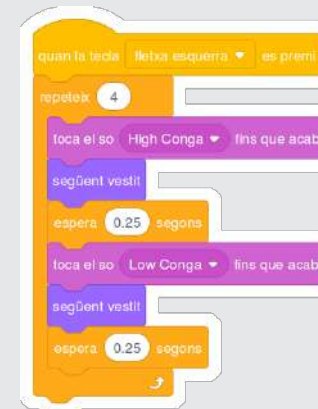 quan la tecla fletxa esquerra es premi
repeteix 4
toca el so High Conga fins que acab
següent vestit
espera 0.25 segons
toca el so Low Conga fins que acab
següent vestit
espera 0.25 segons